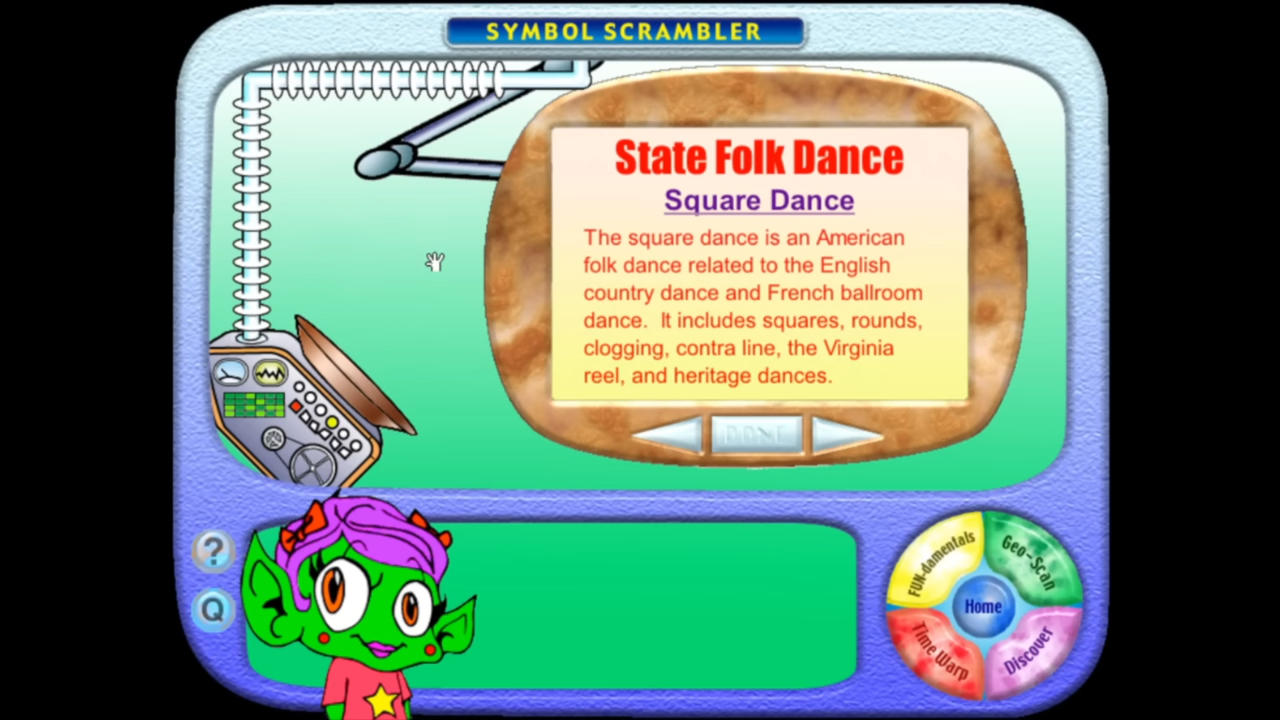 SYMBOL SCRAMBLER
State Folk Dance
Square Dance
The square dance is an American
folk dance related to the English
country dance and French ballroom
dance. It includes squares, rounds,
clogging, contra line, the Virginia
reel, and heritage dances.
DONE
?
Q
FUN-damentals
Geo-Scan
Home
Time Warp
Discover